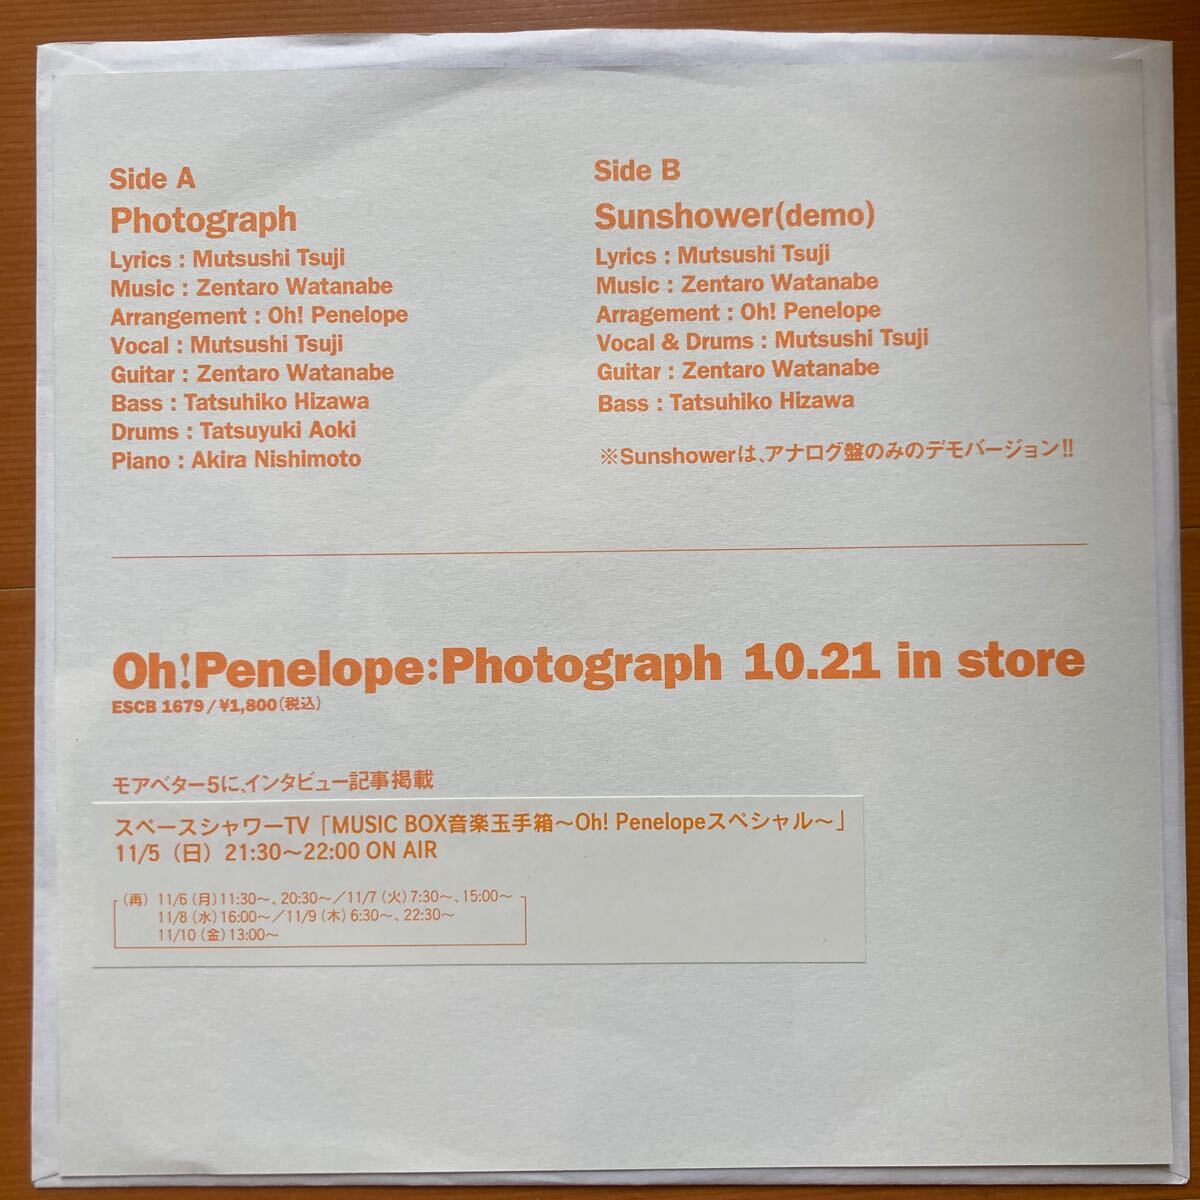 Side A
Photograph
Lyrics : Mutsushi Tsuji
Music : Zentaro Watanabe
Arrangement : Oh! Penelope
Vocal : Mutsushi Tsuji
Guitar : Zentaro Watanabe
Bass : Tatsuhiko Hizawa
Drums : Tatsuyuki Aoki
Piano : Akira Nishimoto
Side B
Sunshower(demo)
Lyrics : Mutsushi Tsuji
Music : Zentaro Watanabe
Arragement : Oh! Penelope
Vocal & Drums : Mutsushi Tsuji
Guitar : Zentaro Watanabe
Bass : Tatsuhiko Hizawa
※Sunshowerは、アナログ盤のみのデモバージョン!!
Oh!Penelope:Photograph 10.21 in store
ESCB 1679/¥1,800(税込)
モアベター5に、インタビュー記事掲載
スペースシャワーTV「MUSIC BOX音楽玉手箱〜Oh! Penelopeスペシャル〜」
11/5（日）21:30〜22:00 ON AIR
（再）11/6（月）11:30〜、20:30〜/11/7（火）7:30〜、15:00〜
11/8（水）16:00〜/11/9（木）6:30〜、22:30〜
11/10（金）13:00〜